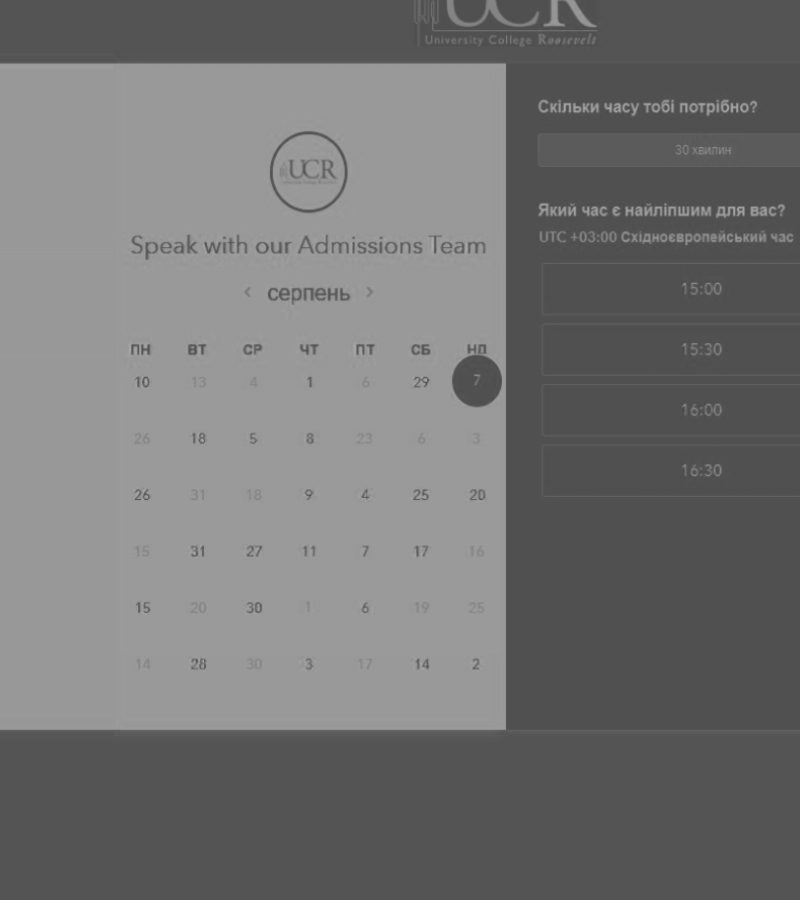 UCR
University College Roosevelt
UCR
Speak with our Admissions Team
< серпень >
ПН ВТ СР ЧТ ПТ СБ НД
10 13 4 1 6 29 7
26 18 5 8 23 6 3
26 31 18 9 4 25 20
15 31 27 11 7 17 16
15 20 30 1 6 19 25
14 28 30 3 17 14 2
Скільки часу тобі потрібно?
30 хвилин
Який час є найліпшим для вас?
UTC +03:00 Східноєвропейський час
15:00
15:30
16:00
16:30